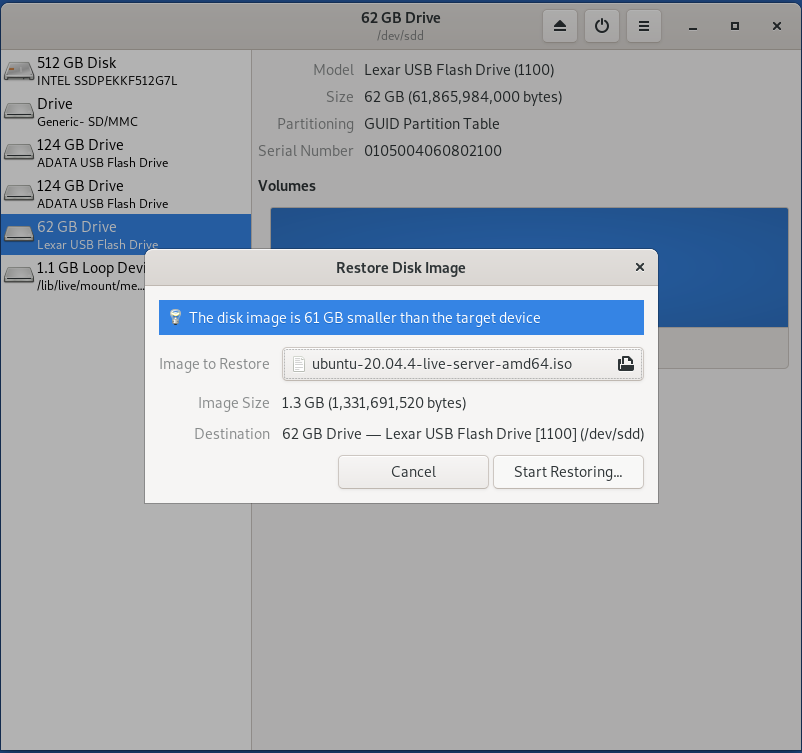 62 GB Drive
/dev/sdd
512 GB Disk
INTEL SSDPEKKF512G7L
Drive
Generic- SD/MMC
124 GB Drive
ADATA USB Flash Drive
124 GB Drive
ADATA USB Flash Drive
62 GB Drive
Lexar USB Flash Drive
1.1 GB Loop Devi
/lib/live/mount/me...
Model Lexar USB Flash Drive (1100)
Size 62 GB (61,865,984,000 bytes)
Partitioning GUID Partition Table
Serial Number 0105004060802100
Volumes
Restore Disk Image
The disk image is 61 GB smaller than the target device
Image to Restore ubuntu-20.04.4-live-server-amd64.iso
Image Size 1.3 GB (1,331,691,520 bytes)
Destination 62 GB Drive — Lexar USB Flash Drive [1100] (/dev/sdd)
Cancel Start Restoring...